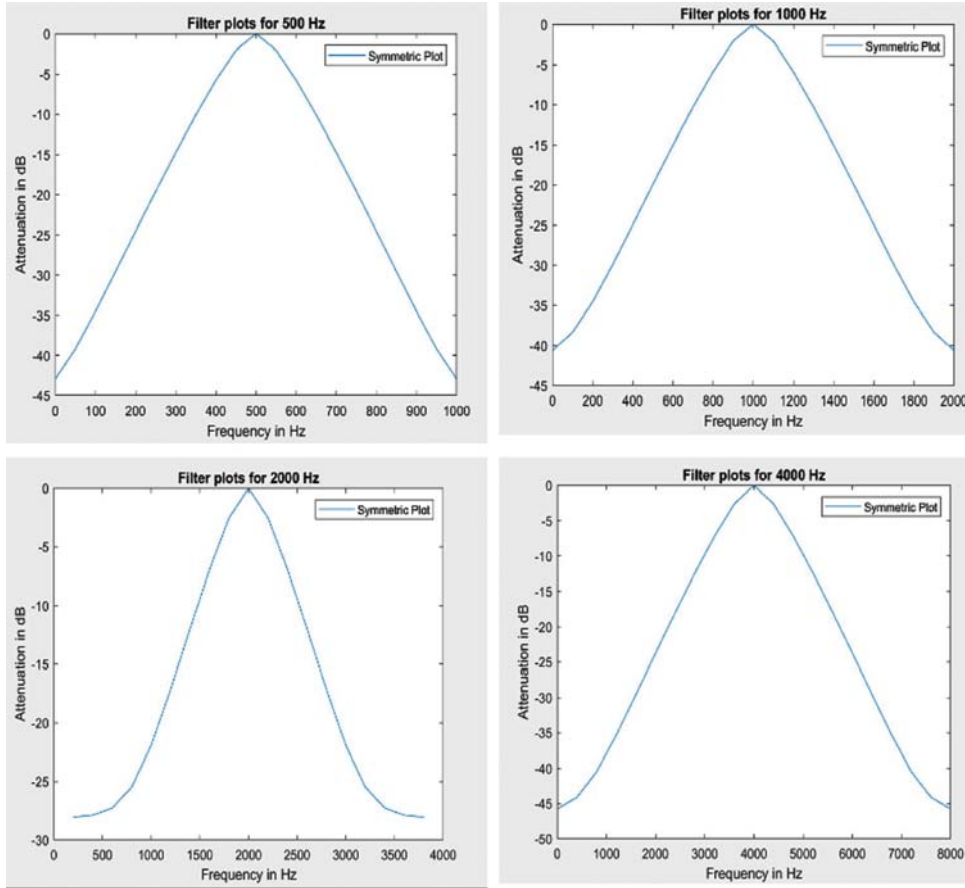 Filter plots for 500 Hz
Symmetric Plot
Attenuation in dB
0
-5
-10
-15
-20
-25
-30
-35
-40
-45
0 100 200 300 400 500 600 700 800 900 1000
Frequency in Hz
Filter plots for 1000 Hz
Symmetric Plot
Attenuation in dB
0
-5
-10
-15
-20
-25
-30
-35
-40
-45
0 200 400 600 800 1000 1200 1400 1600 1800 2000
Frequency in Hz
Filter plots for 2000 Hz
Symmetric Plot
Attenuation in dB
0
-5
-10
-15
-20
-25
-30
0 500 1000 1500 2000 2500 3000 3500 4000
Frequency in Hz
Filter plots for 4000 Hz
Symmetric Plot
Attenuation in dB
0
-5
-10
-15
-20
-25
-30
-35
-40
-45
-50
0 1000 2000 3000 4000 5000 6000 7000 8000
Frequency in Hz